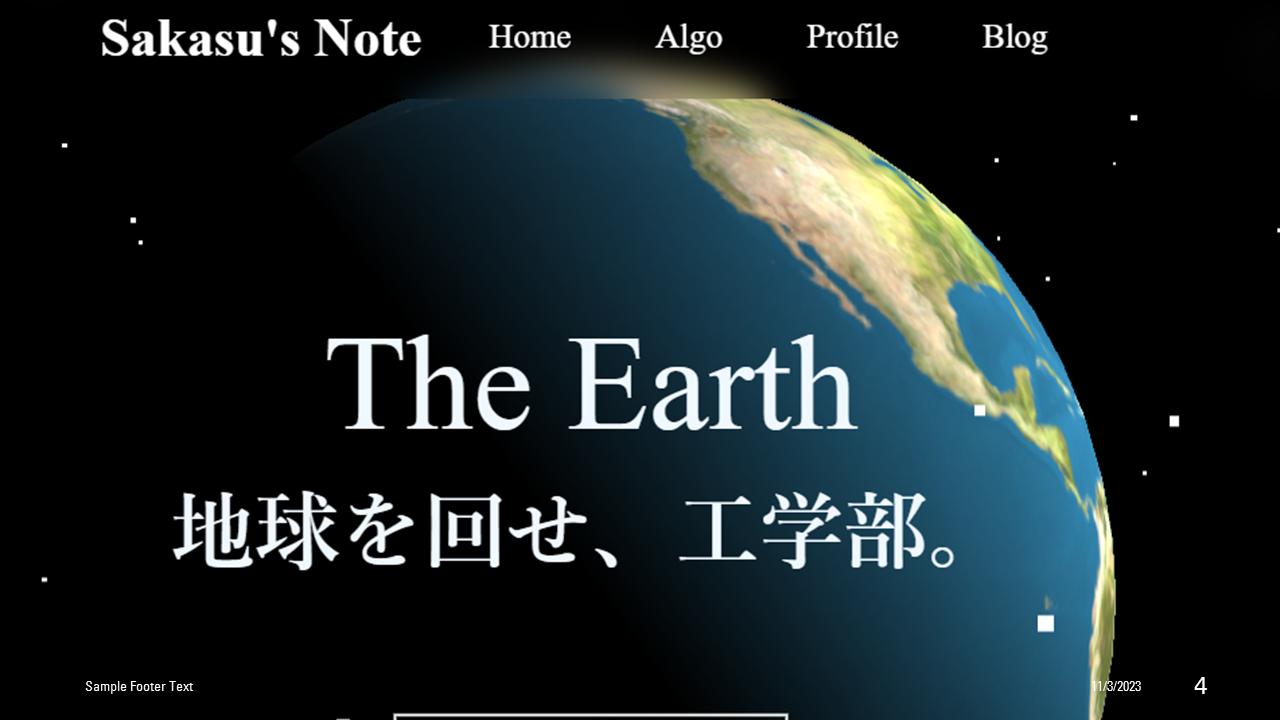 Sakasu's Note Home Algo Profile Blog
The Earth
地球を回せ、工学部。
Sample Footer Text 11/3/2023 4